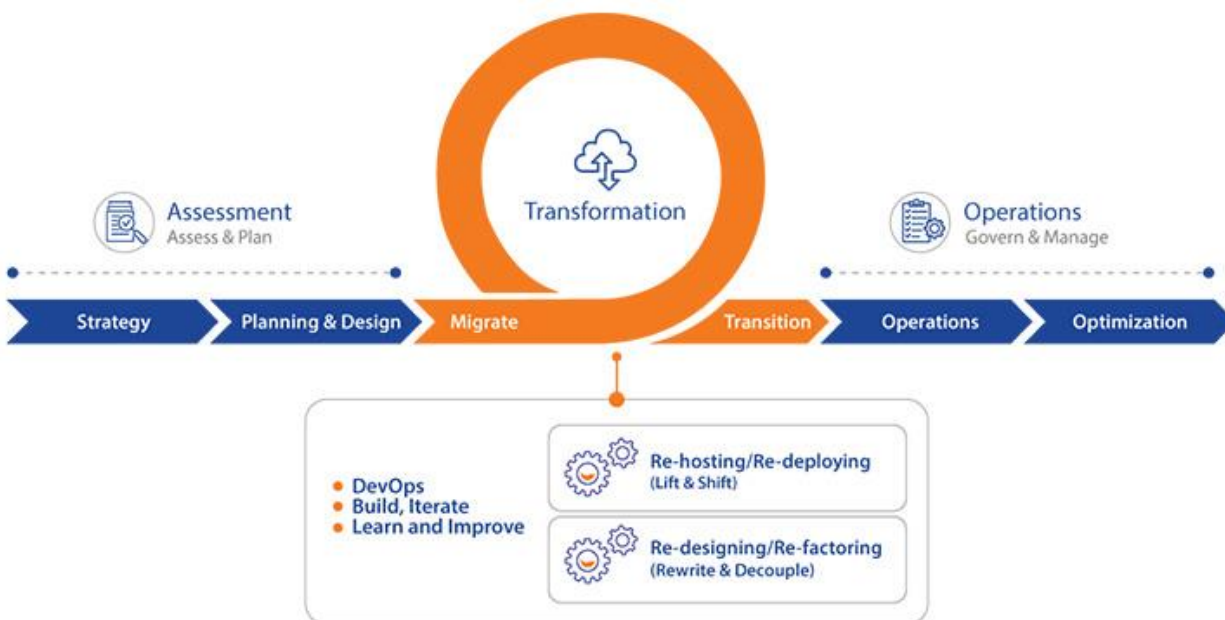 Transformation
Assessment
Assess & Plan
Operations
Govern & Manage
Strategy
Planning & Design
Migrate
Transition
Operations
Optimization
DevOps
Build, Iterate
Learn and Improve
Re-hosting/Re-deploying
(Lift & Shift)
Re-designing/Re-factoring
(Rewrite & Decouple)